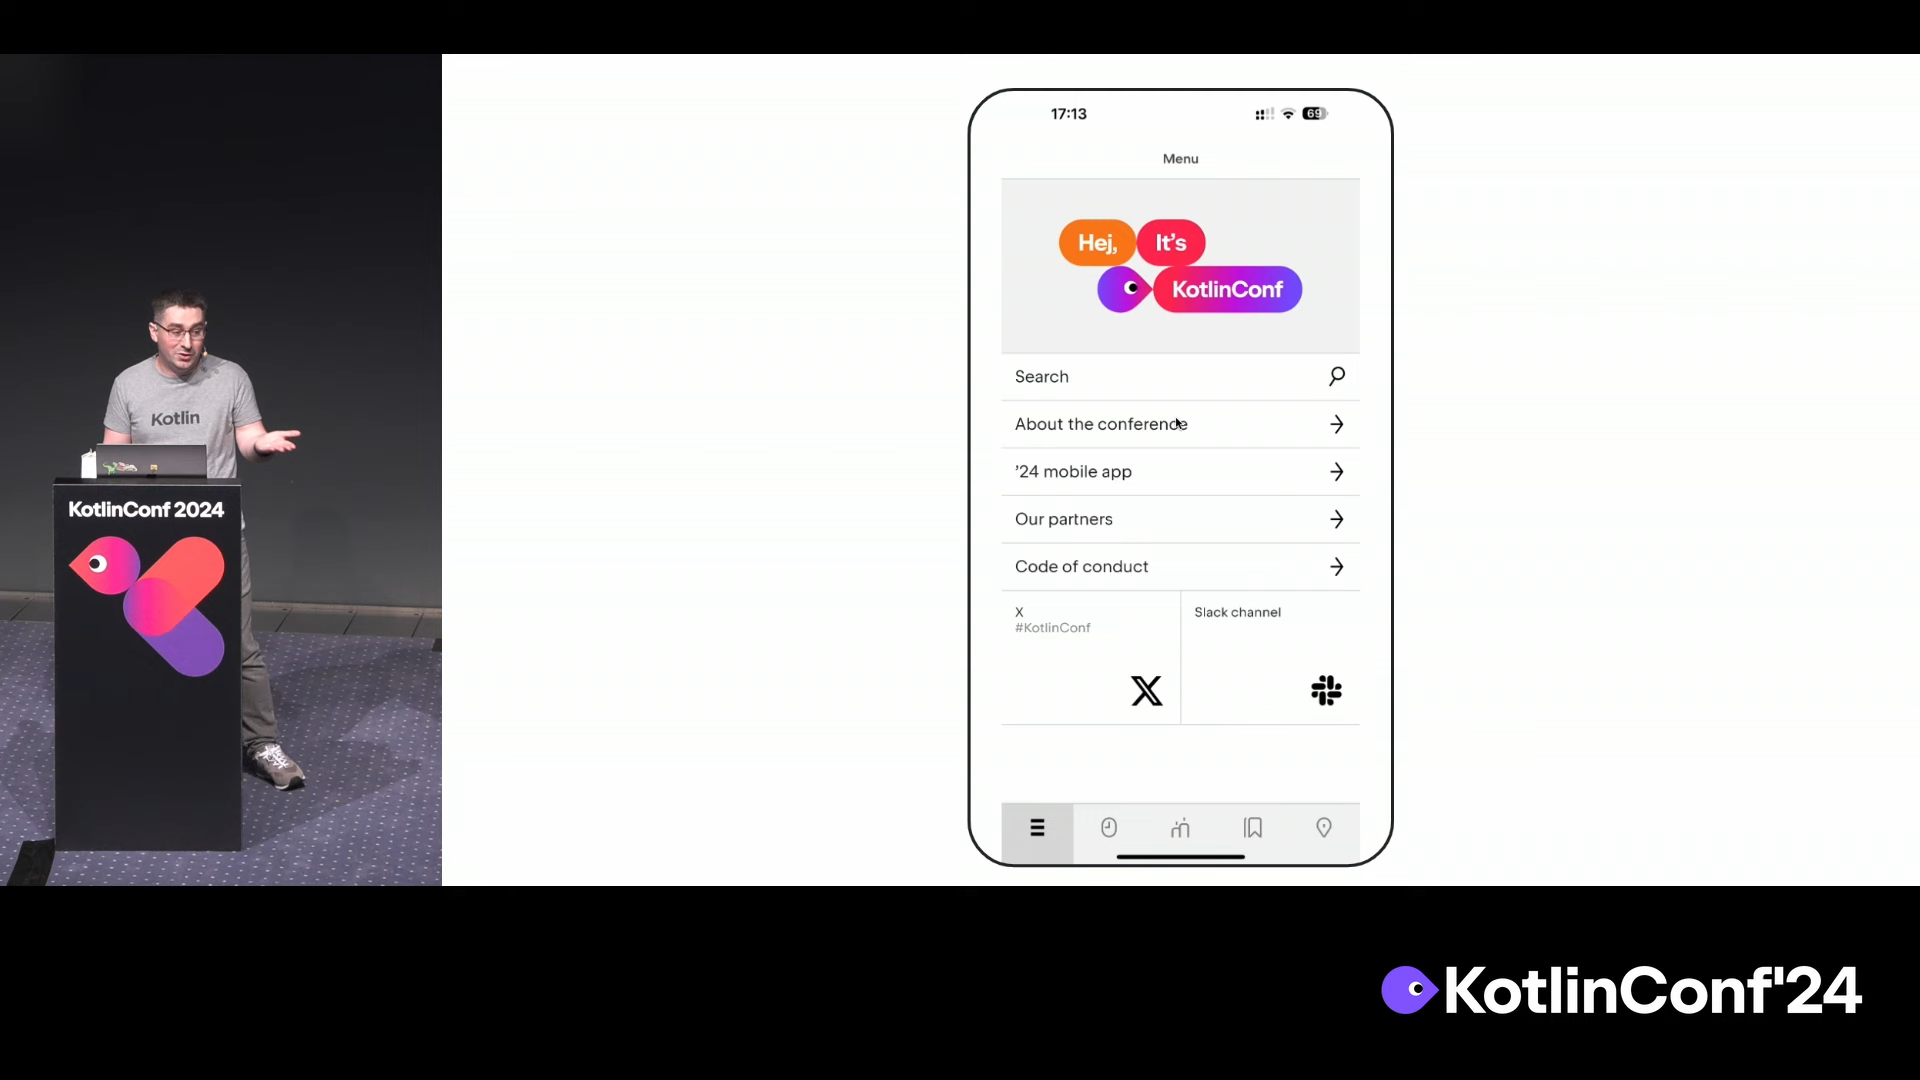 Kotlin
KotlinConf 2024
17:13
69
Menu
Hej, It's
KotlinConf
Search
About the conference
’24 mobile app
Our partners
Code of conduct
X
#KotlinConf
Slack channel
KotlinConf'24